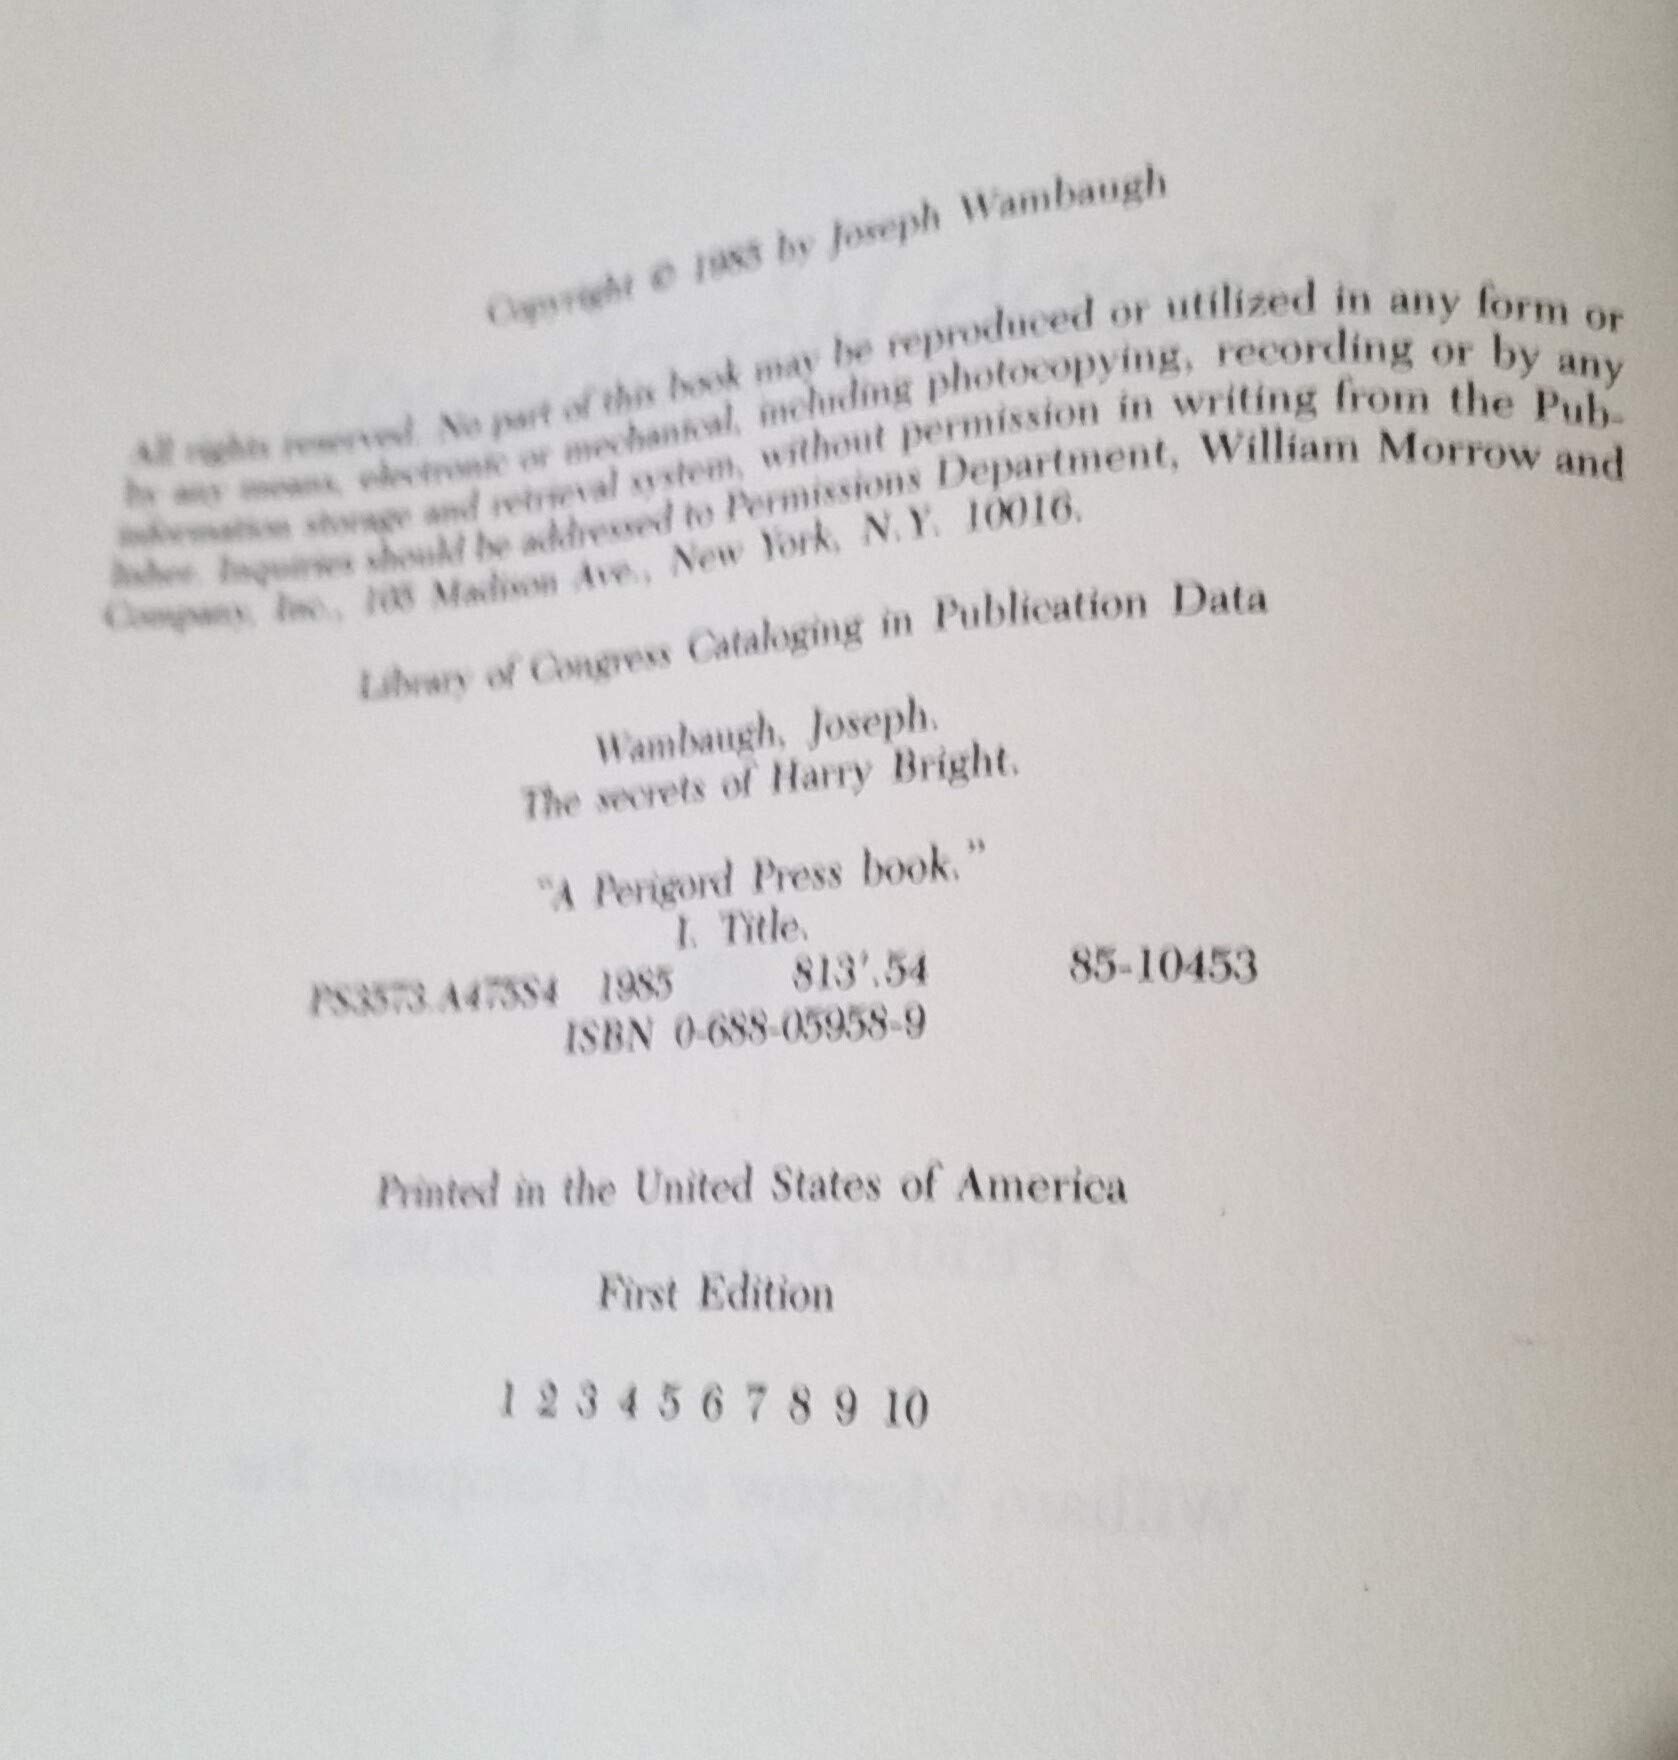 Copyright © 1985 by Joseph Wambaugh
All rights reserved. No part of this book may be reproduced or utilized in any form or
by any means, electronic or mechanical, including photocopying, recording or by any
information storage and retrieval system, without permission in writing from the Pub-
lisher. Inquiries should be addressed to Permissions Department, William Morrow and
Company, Inc., 105 Madison Ave., New York, N.Y. 10016.
Library of Congress Cataloging in Publication Data
Wambaugh, Joseph.
The secrets of Harry Bright.
"A Perigord Press book."
I. Title.
PS3573.A475S4 1985 813'.54 85-10453
ISBN 0-688-05958-9
Printed in the United States of America
First Edition
1 2 3 4 5 6 7 8 9 10